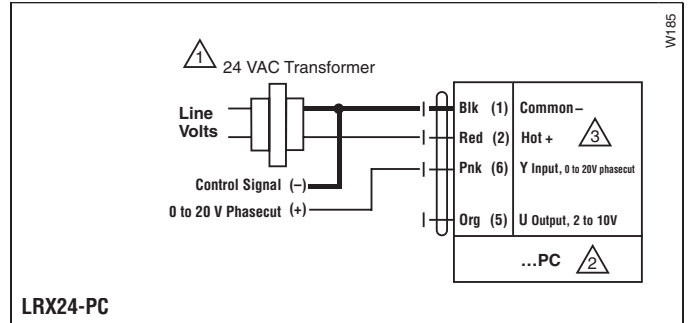 W185
1
24 VAC Transformer
Line
Volts
Blk (1) Common –
Red (2) Hot + 3
Pnk (6) Y Input, 0 to 20V phasecut
Control Signal (–)
0 to 20 V Phasecut (+)
Org (5) U Output, 2 to 10V
...PC 2
LRX24-PC